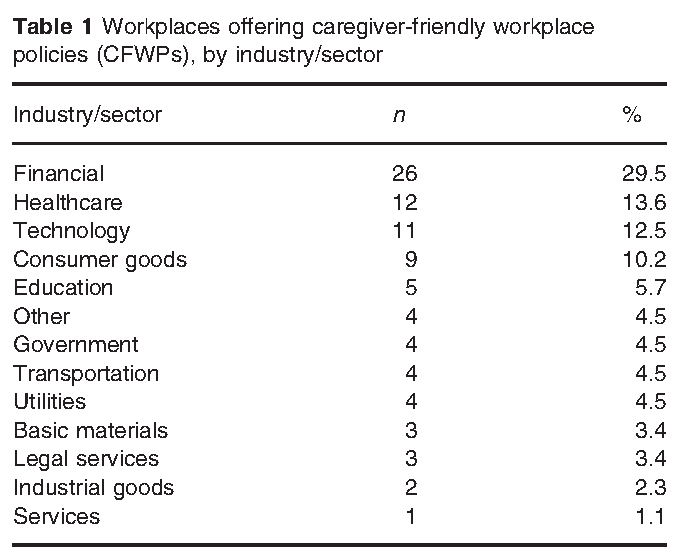 Table 1 Workplaces offering caregiver-friendly workplace
policies (CFWPs), by industry/sector
Industry/sector n %
Financial 26 29.5
Healthcare 12 13.6
Technology 11 12.5
Consumer goods 9 10.2
Education 5 5.7
Other 4 4.5
Government 4 4.5
Transportation 4 4.5
Utilities 4 4.5
Basic materials 3 3.4
Legal services 3 3.4
Industrial goods 2 2.3
Services 1 1.1